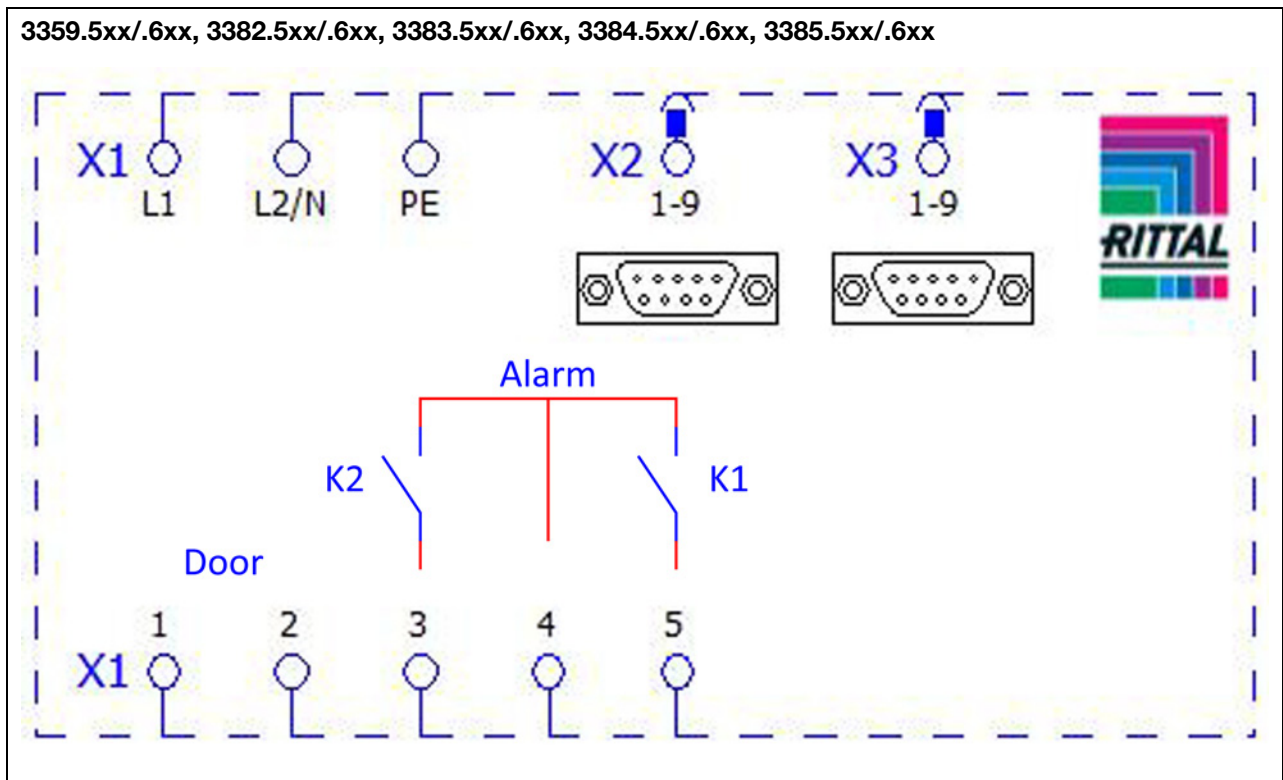 3359.5xx/.6xx, 3382.5xx/.6xx, 3383.5xx/.6xx, 3384.5xx/.6xx, 3385.5xx/.6xx
X1 X2 X3
L1 L2/N PE 1-9 1-9
RITTAL
Alarm
K2 K1
Door
1 2 3 4 5
X1